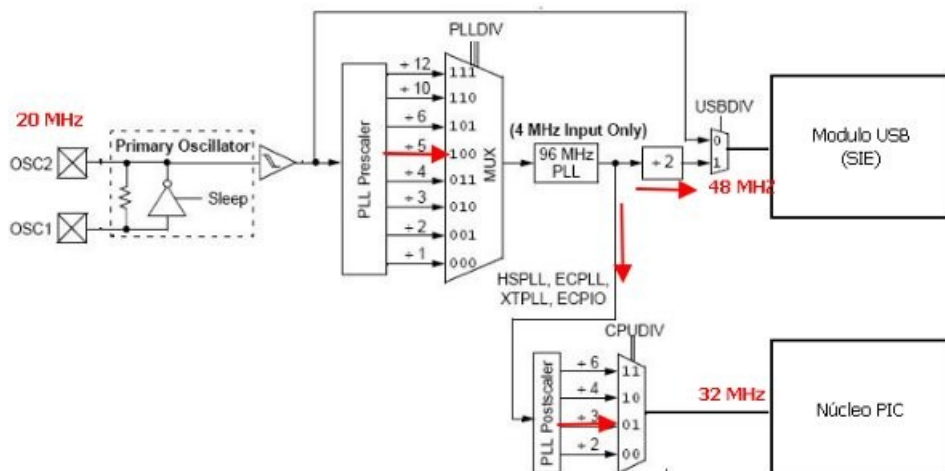 PLLDIV
÷ 12
111
÷ 10
110
20 MHz
÷ 6
101
USBDIV
(4 MHz Input Only)
Primary Oscillator
OSC2
÷ 5
100
÷ 4
011
÷ 3
010
÷ 2
001
÷ 1
000
PLL Prescaler
MUX
96 MHz
PLL
÷ 2
0
1
Modulo USB
(SIE)
48 MHZ
Sleep
OSC1
HSPLL, ECPLL,
XTPLL, ECPIO
CPUDIV
÷ 6
11
÷ 4
10
÷ 3
01
÷ 2
00
PLL Postscaler
32 MHz
Núcleo PIC